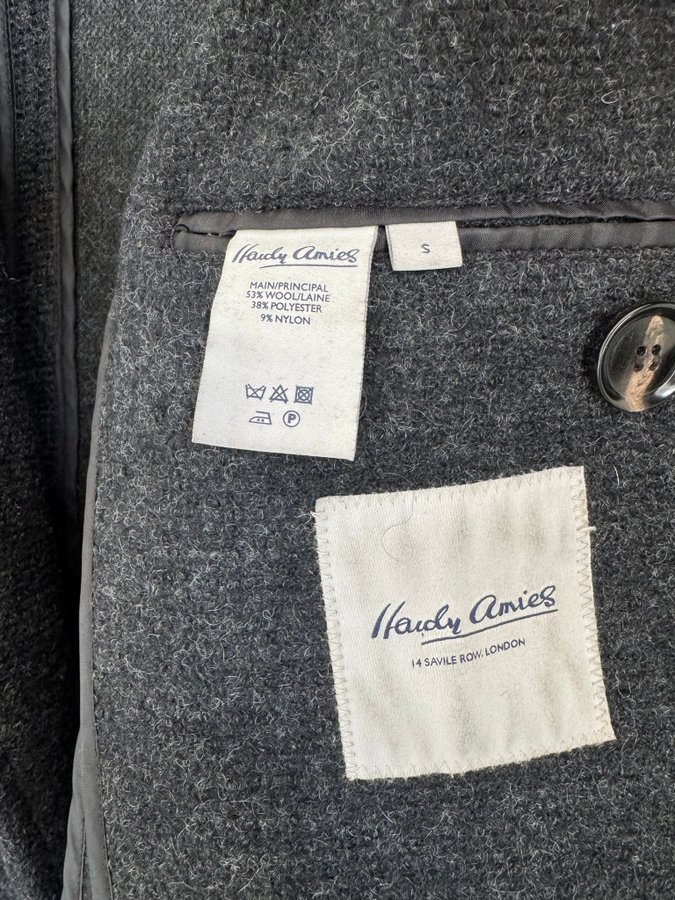 Hardy Amies
S
MAIN/PRINCIPAL
53% WOOL/LAINE
38% POLYESTER
9% NYLON
P
Hardy Amies
14 SAVILE ROW, LONDON